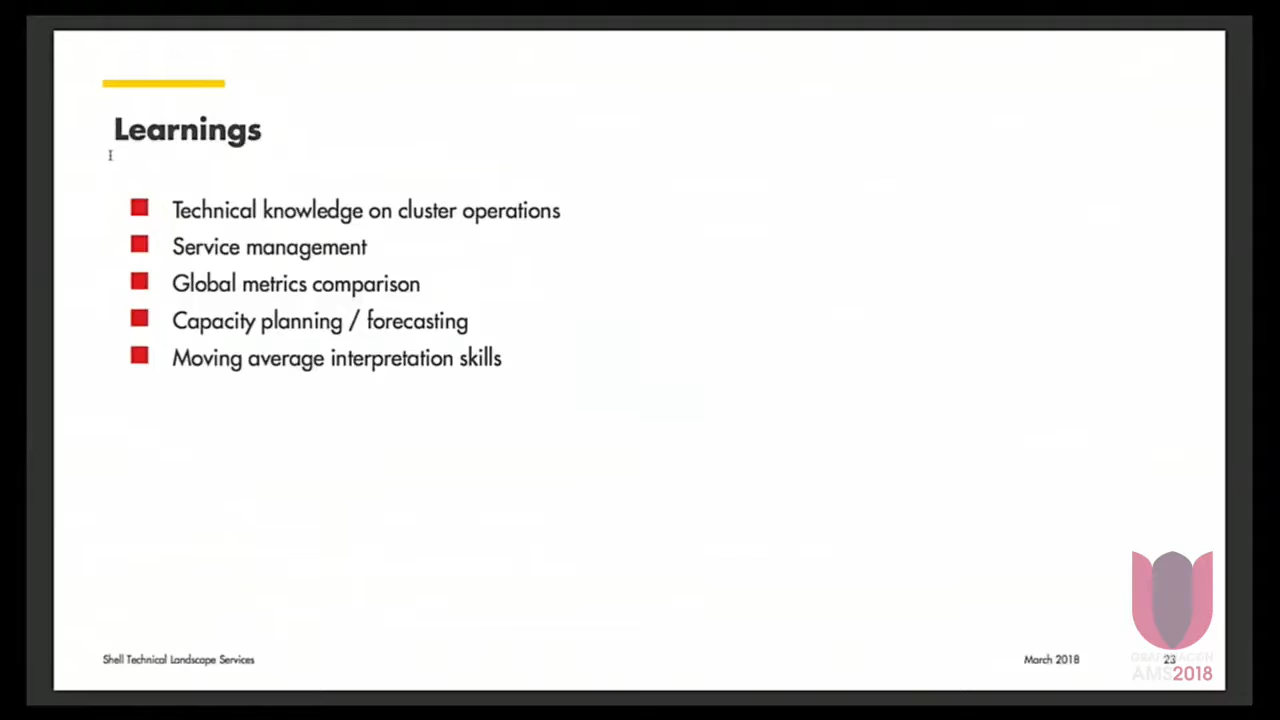 Learnings
Technical knowledge on cluster operations
Service management
Global metrics comparison
Capacity planning / forecasting
Moving average interpretation skills
Shell Technical Landscape Services
March 2018
23
AMS2018